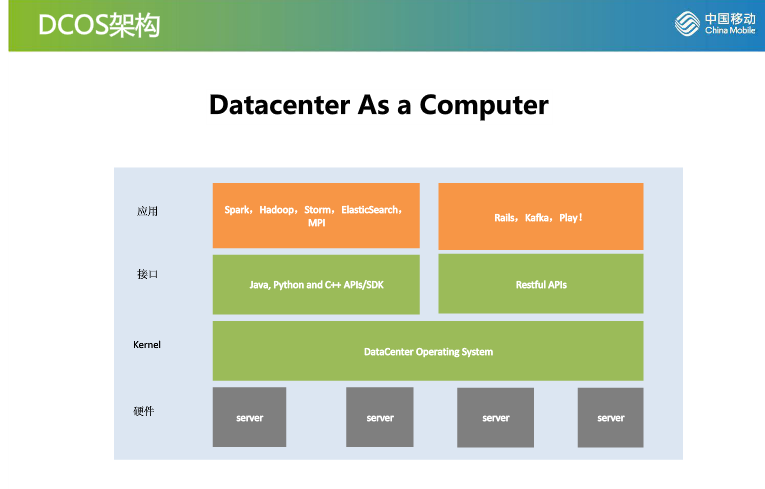 DCOS架构
中国移动
China Mobile
Datacenter As a Computer
应用
Spark，Hadoop，Storm，ElasticSearch，
MPI
Rails，Kafka，Play！
接口
Java, Python and C++ APIs/SDK
Restful APIs
Kernel
DataCenter Operating System
硬件
server
server
server
server